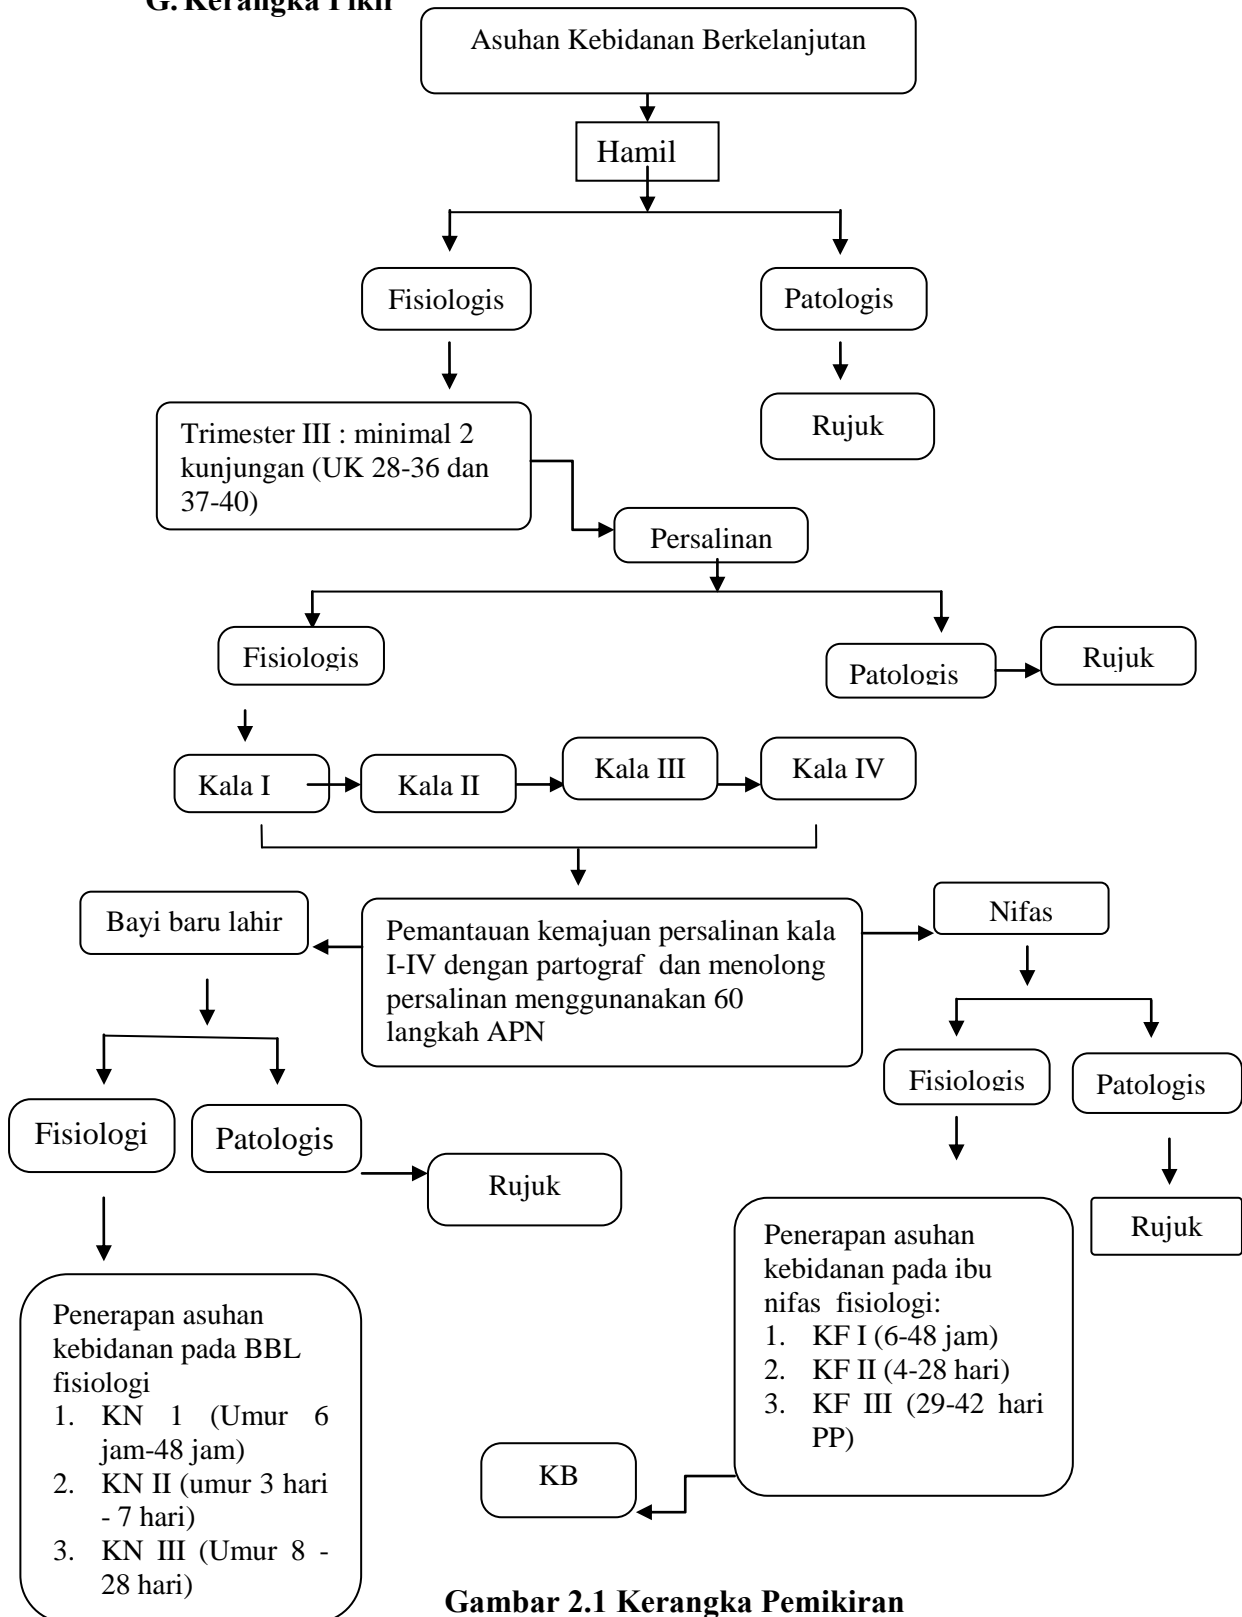 G. Kerangka Pikir
Asuhan Kebidanan Berkelanjutan
Hamil
Fisiologis
Patologis
Rujuk
Trimester III : minimal 2
kunjungan (UK 28-36 dan
37-40)
Persalinan
Fisiologis
Patologis
Rujuk
Kala I
Kala II
Kala III
Kala IV
Bayi baru lahir
Pemantauan kemajuan persalinan kala
I-IV dengan partograf dan menolong
persalinan menggunanakan 60
langkah APN
Nifas
Fisiologis
Patologis
Fisiologi
Patologis
Rujuk
Rujuk
Penerapan asuhan
kebidanan pada ibu
nifas fisiologi:
1. KF I (6-48 jam)
2. KF II (4-28 hari)
3. KF III (29-42 hari
PP)
Penerapan asuhan
kebidanan pada BBL
fisiologi
1. KN 1 (Umur 6
jam-48 jam)
2. KN II (umur 3 hari
- 7 hari)
3. KN III (Umur 8 -
28 hari)
KB
Gambar 2.1 Kerangka Pemikiran